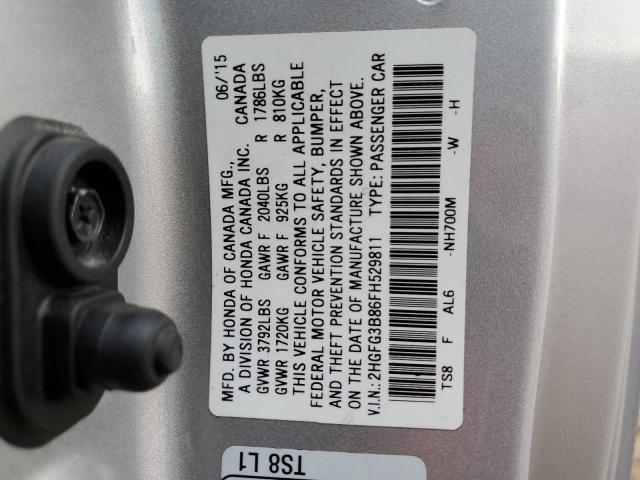 MFD. BY HONDA OF CANADA MFG., 06/'15
A DIVISION OF HONDA CANADA INC. CANADA
GVWR 3792LBS GAWR F 2040LBS R 1786LBS
GVWR 1720KG GAWR F 925KG R 810KG
THIS VEHICLE CONFORMS TO ALL APPLICABLE
FEDERAL MOTOR VEHICLE SAFETY, BUMPER,
AND THEFT PREVENTION STANDARDS IN EFFECT
ON THE DATE OF MANUFACTURE SHOWN ABOVE.
V.I.N.: 2HGFG3B86FH529811 TYPE: PASSENGER CAR
TS8 F AL6 -NH700M -W -H
TS8 L1